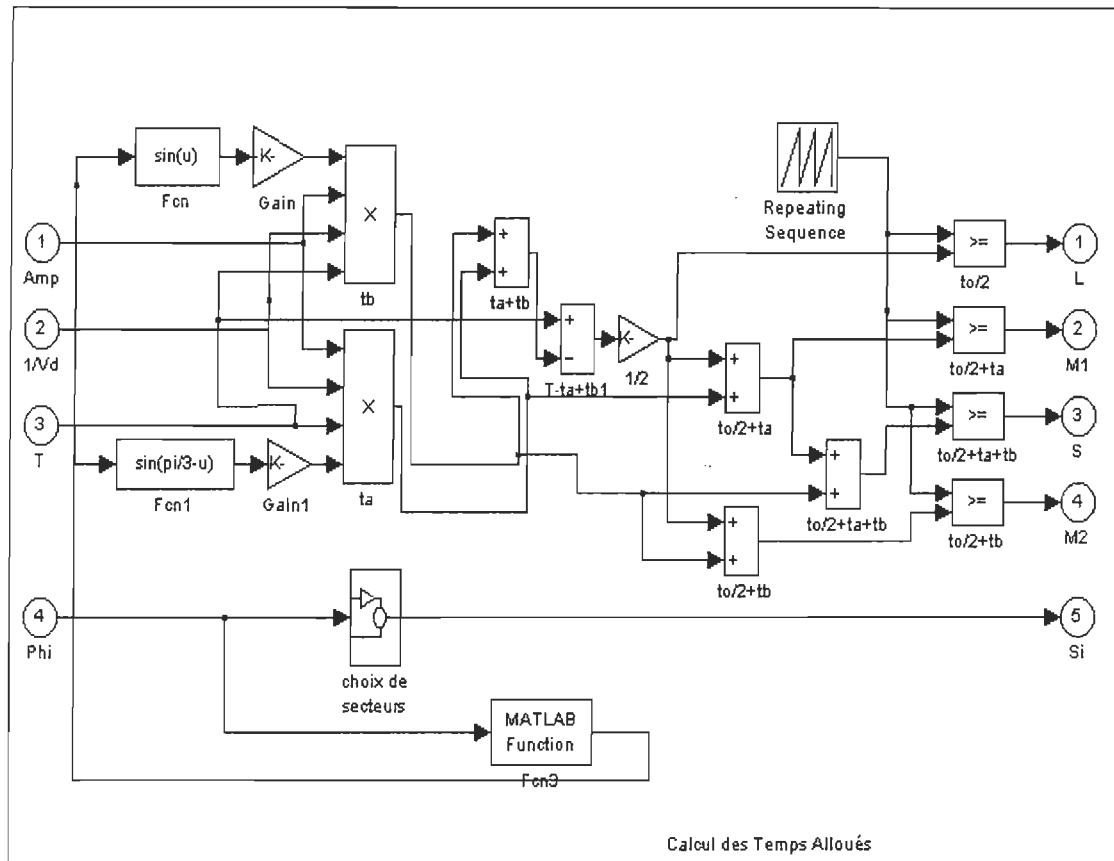 sin(u)
Fcn
K-
Gain
X
tb
1
Amp
2
1/Vd
3
T
sin(pi/3-u)
Fcn1
K-
Gain1
X
ta
+
+
ta+tb
+
-
T-ta+tb1
K-
1/2
Repeating
Sequence
+
+
to/2+ta
+
+
to/2+ta+tb
+
+
to/2+tb
>=
to/2
1
L
>=
to/2+ta
2
M1
>=
to/2+ta+tb
3
S
>=
to/2+tb
4
M2
4
Phi
choix de
secteurs
5
Si
MATLAB
Function
Fcn3
Calcul des Temps Alloués